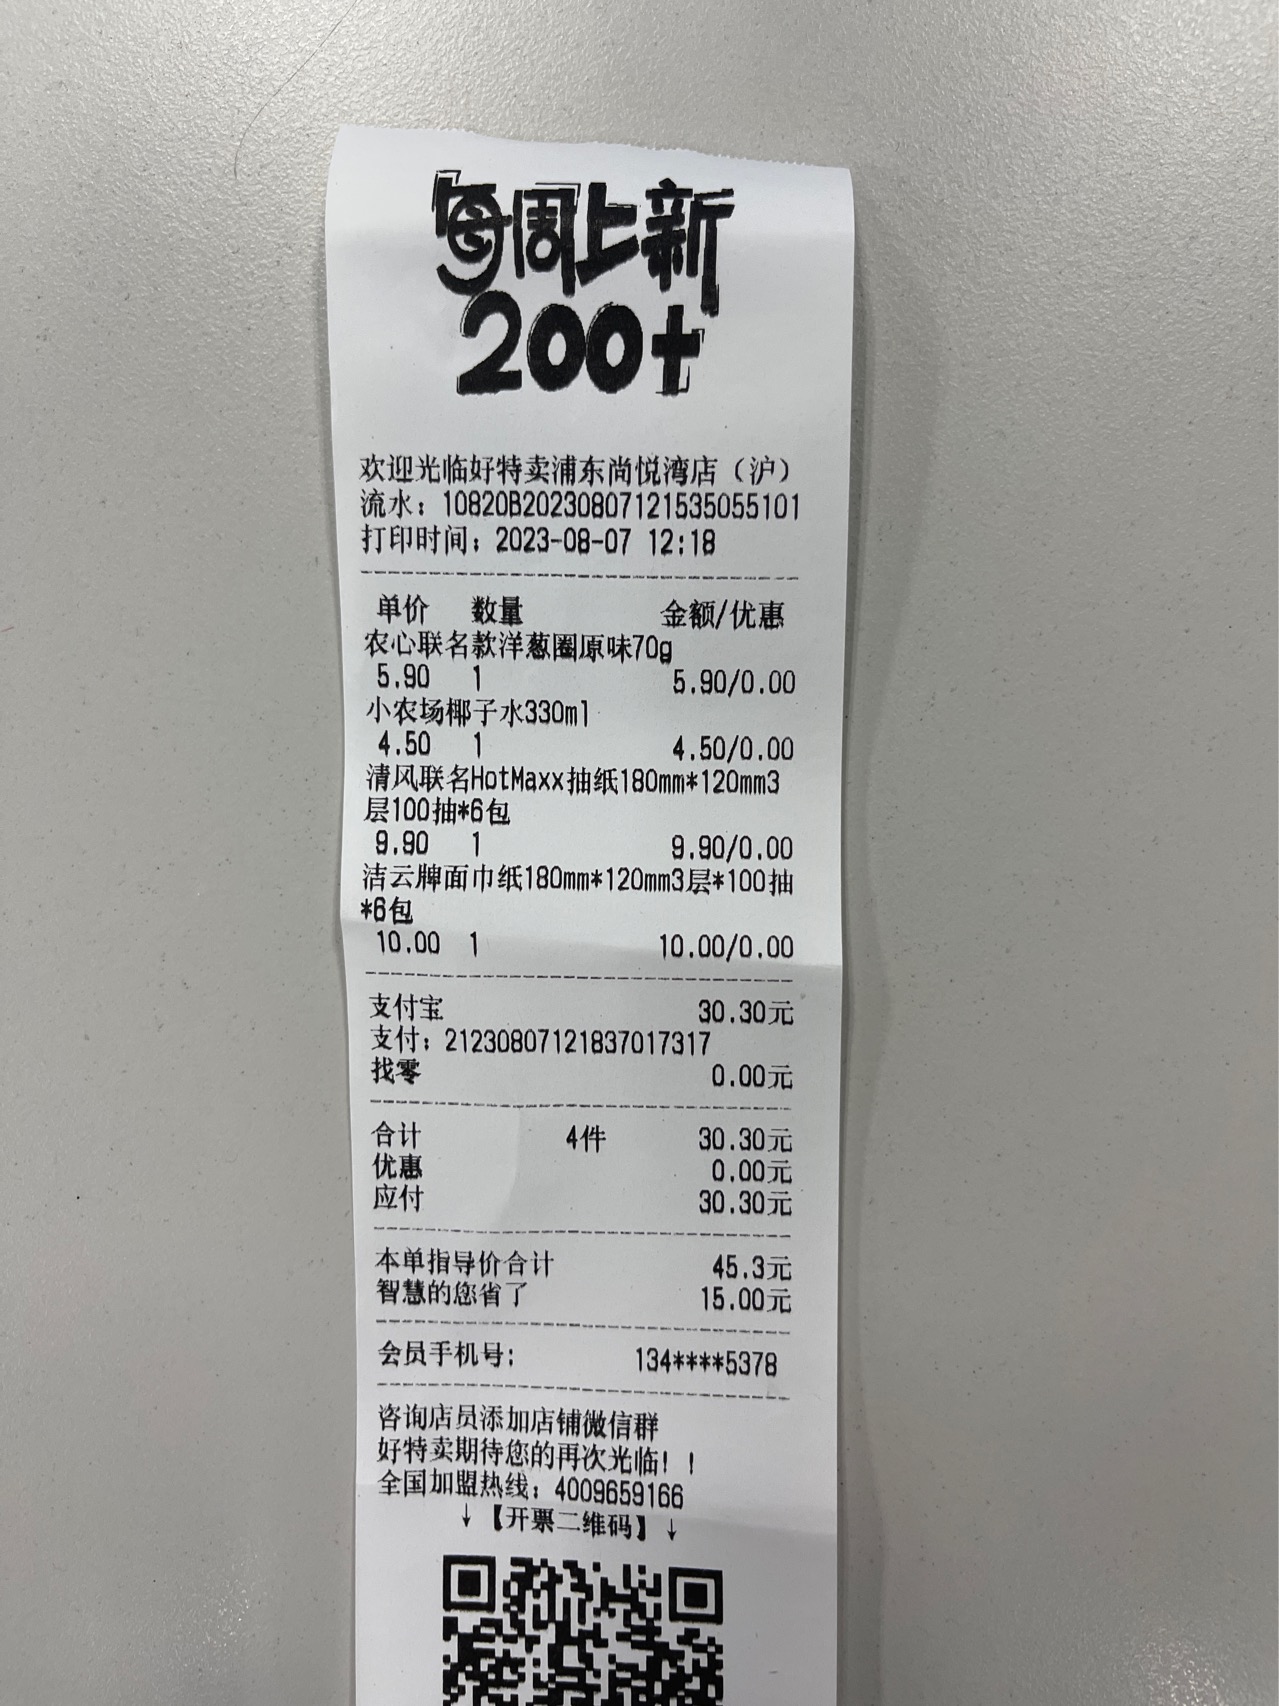 每周上新
200+
欢迎光临好特卖浦东尚悦湾店（沪）
流水：10820B20230807121535055101
打印时间：2023-08-07 12:18
单价 数量 金额/优惠
农心联名款洋葱圈原味70g
5.90 1 5.90/0.00
小农场椰子水330ml
4.50 1 4.50/0.00
清风联名HotMaxx抽纸180mm*120mm3
层100抽*6包
9.90 1 9.90/0.00
洁云牌面巾纸180mm*120mm3层*100抽
*6包
10.00 1 10.00/0.00
支付宝 30.30元
支付：21230807121837017317
找零 0.00元
合计 4件 30.30元
优惠 0.00元
应付 30.30元
本单指导价合计 45.3元
智慧的您省了 15.00元
会员手机号: 134****5378
咨询店员添加店铺微信群
好特卖期待您的再次光临！！
全国加盟热线：4009659166
↓【开票二维码】↓